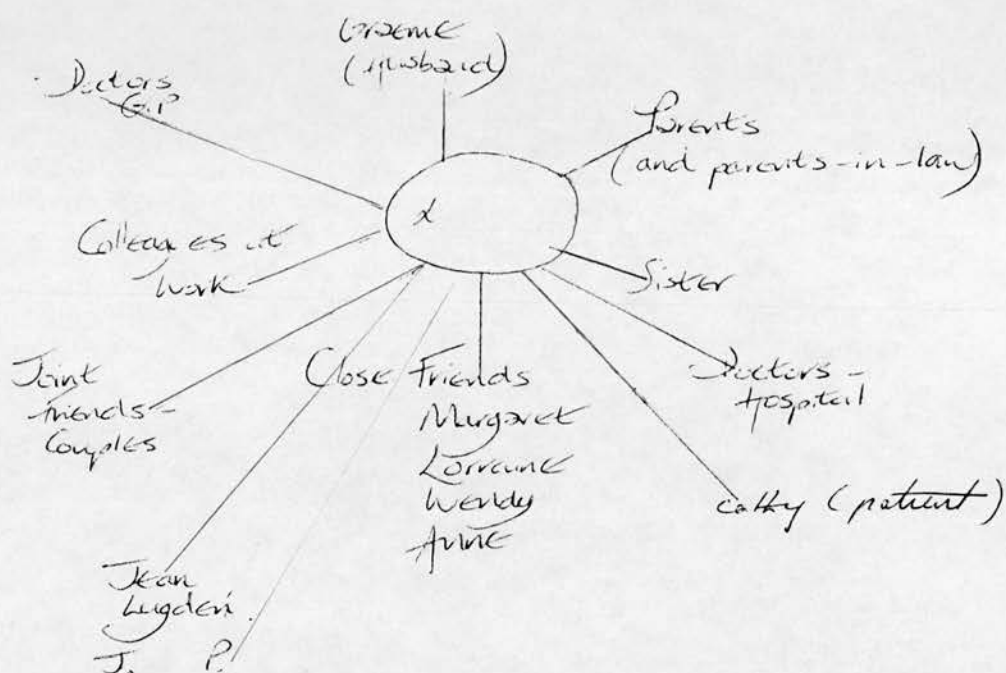 Graeme
(Husband)
Doctors
G.P
Parents
(and parents-in-law)
Colleagues at
work
Sister
Joint
friends-
Couples
Close Friends
Margaret
Lorraine
Wendy
Anne
Doctors -
Hospital
cathy (patient)
Jean
Lugden
J. P.